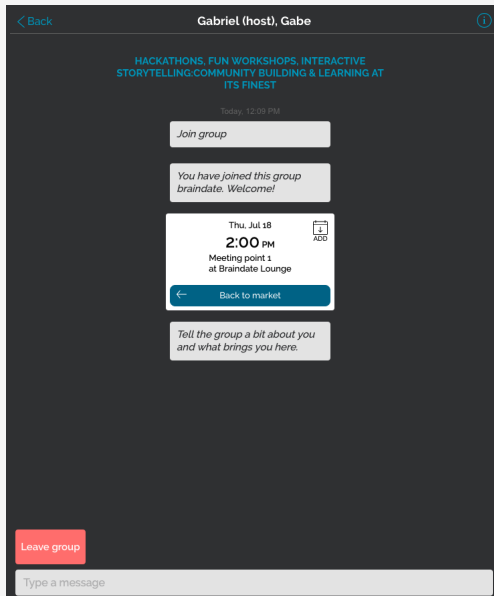 Back
Gabriel (host), Gabe
HACKATHONS, FUN WORKSHOPS, INTERACTIVE
STORYTELLING:COMMUNITY BUILDING & LEARNING AT
ITS FINEST
Today, 12:09 PM
Join group
You have joined this group
braindate. Welcome!
Thu, Jul 18
ADD
2:00 PM
Meeting point 1
at Braindate Lounge
Back to market
Tell the group a bit about you
and what brings you here.
Leave group
Type a message